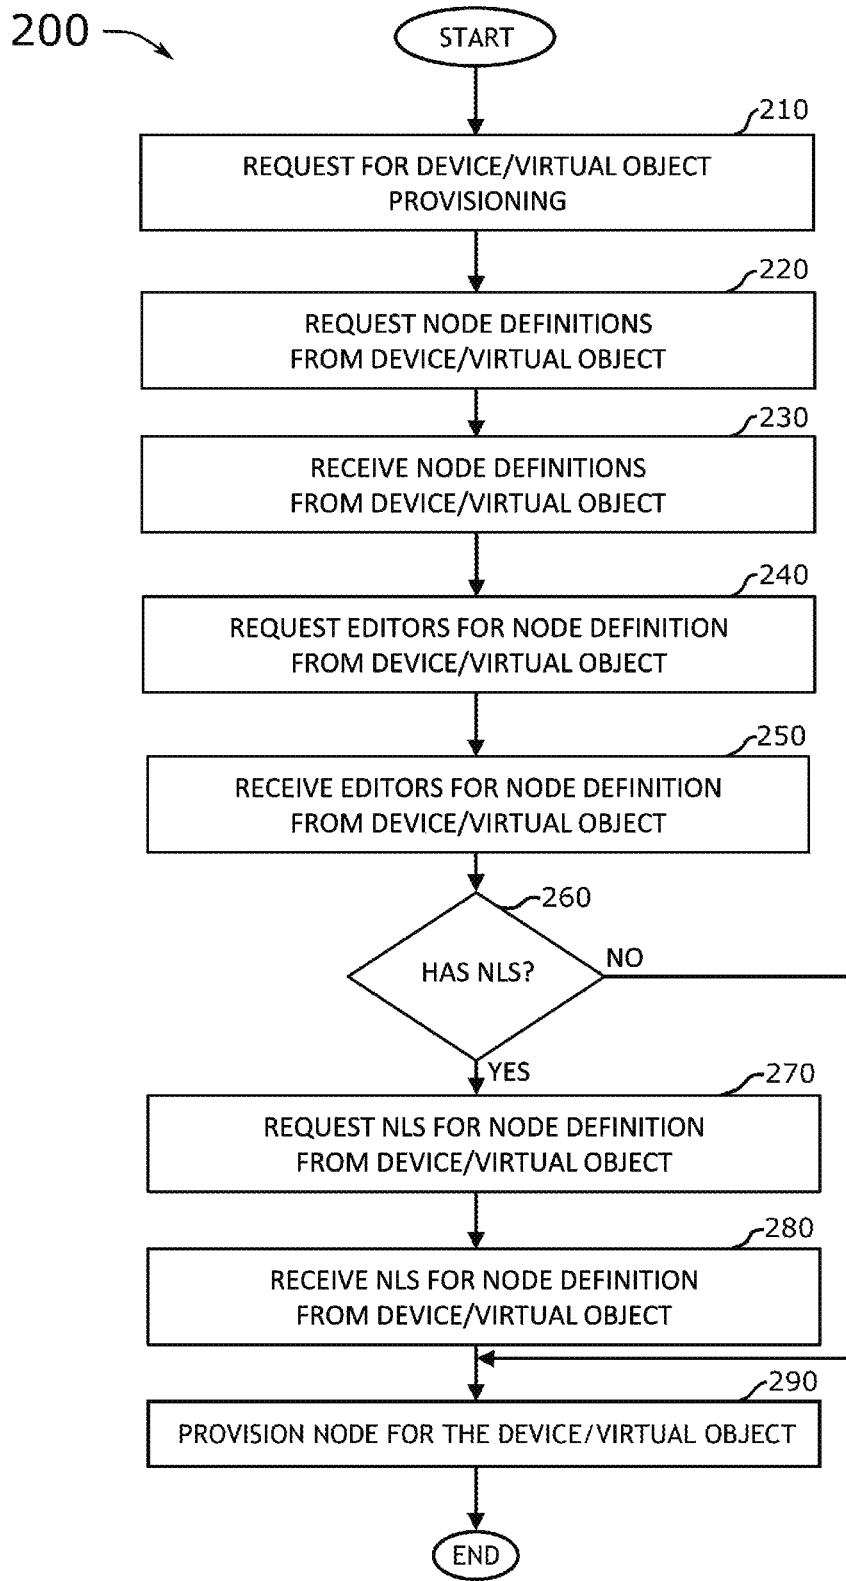 200
START
210
REQUEST FOR DEVICE/VIRTUAL OBJECT
PROVISIONING
220
REQUEST NODE DEFINITIONS
FROM DEVICE/VIRTUAL OBJECT
230
RECEIVE NODE DEFINITIONS
FROM DEVICE/VIRTUAL OBJECT
240
REQUEST EDITORS FOR NODE DEFINITION
FROM DEVICE/VIRTUAL OBJECT
250
RECEIVE EDITORS FOR NODE DEFINITION
FROM DEVICE/VIRTUAL OBJECT
260
HAS NLS?
NO
YES
270
REQUEST NLS FOR NODE DEFINITION
FROM DEVICE/VIRTUAL OBJECT
280
RECEIVE NLS FOR NODE DEFINITION
FROM DEVICE/VIRTUAL OBJECT
290
PROVISION NODE FOR THE DEVICE/VIRTUAL OBJECT
END